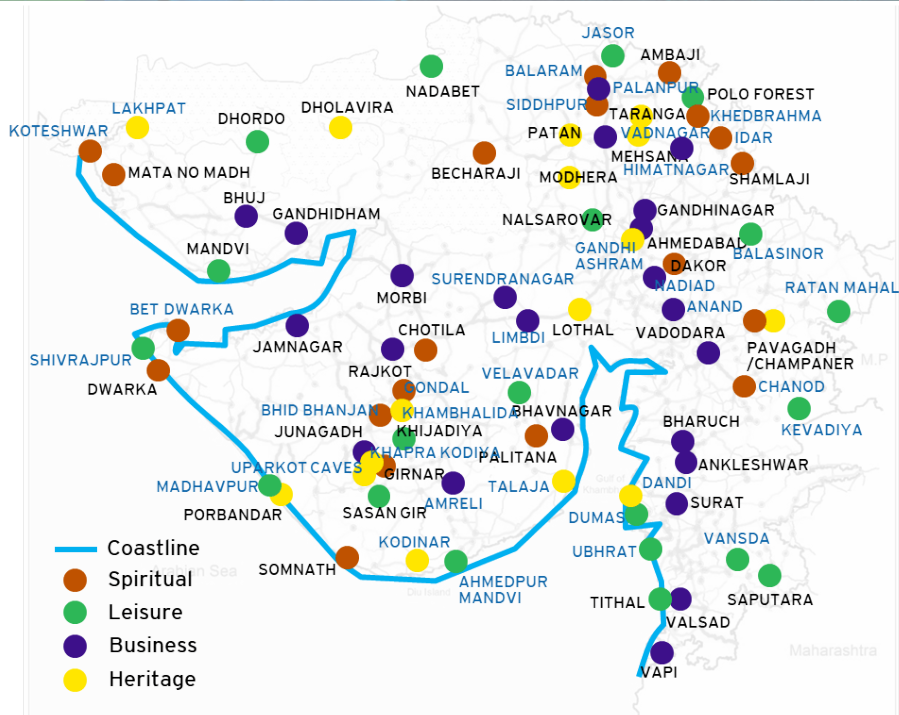 JASOR
AMBAJI
BALARAM
NADABET
PALANPUR
POLO FOREST
LAKHPAT
DHOLAVIRA
SIDDHPUR
TARANGA
KHEDBRAHMA
KOTESHWAR
DHORDO
PATAN
VADNAGAR
IDAR
MEHSANA
MATA NO MADH
BECHARAJI
MODHERA
HIMATNAGAR
SHAMLAJI
BHUJ
GANDHIDHAM
NALSAROVAR
GANDHINAGAR
MANDVI
GANDHI
ASHRAM
AHMEDABAD
BALASINOR
DAKOR
SURENDRANAGAR
NADIAD
RATAN MAHAL
MORBI
BET DWARKA
ANAND
CHOTILA
LIMBDI
LOTHAL
VADODARA
JAMNAGAR
PAVAGADH
/CHAMPANER
M.P
SHIVRAJPUR
RAJKOT
VELAVADAR
DWARKA
GONDAL
CHANOD
BHID BHANJAN
KHAMBHALIDA
BHAVNAGAR
JUNAGADH
KHIJADIYA
BHARUCH
KEVADIYA
KHAPRA KODIYA
PALITANA
UPARKOT CAVES
GIRNAR
ANKLESHWAR
MADHAVPUR
AMRELI
TALAJA
DANDI
PORBANDAR
SASAN GIR
SURAT
DUMAS
KODINAR
VANSDA
Coastline
UBHRAT
SOMNATH
Arabian Sea
Spiritual
AHMEDPUR
MANDVI
Div Island
SAPUTARA
Leisure
TITHAL
VALSAD
Business
Maharashtra
VAPI
Heritage